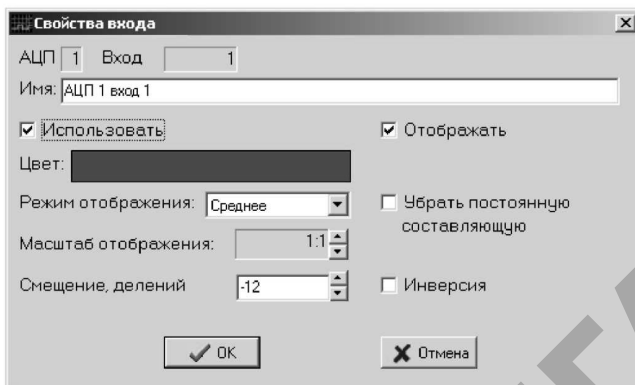 Свойства входа
АЦП 1 Вход 1
Имя: АЦП 1 вход 1
Использовать Отображать
Цвет:
Режим отображения: Среднее Убрать постоянную составляющую
Масштаб отображения: 1:1
Смещение, делений -12 Инверсия
OK Отмена